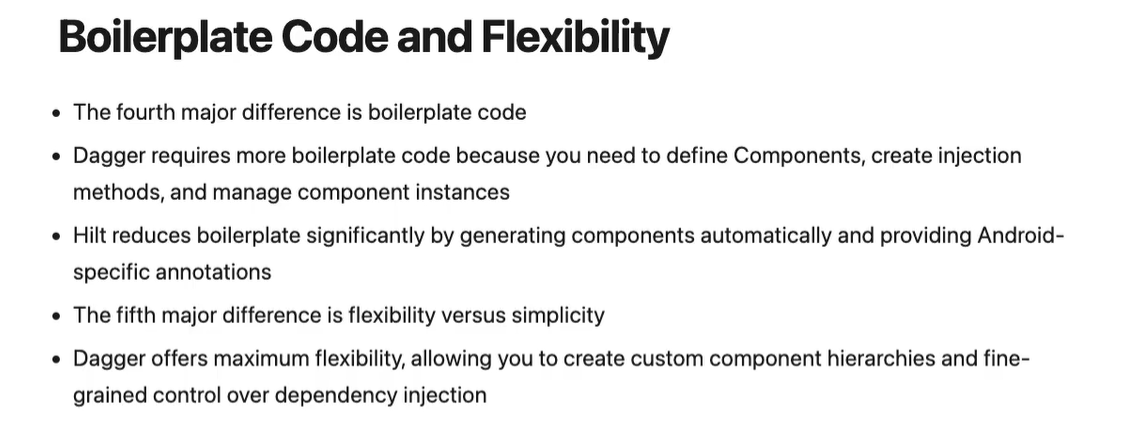 Boilerplate Code and Flexibility
• The fourth major difference is boilerplate code
• Dagger requires more boilerplate code because you need to define Components, create injection
methods, and manage component instances
• Hilt reduces boilerplate significantly by generating components automatically and providing Android-
specific annotations
• The fifth major difference is flexibility versus simplicity
• Dagger offers maximum flexibility, allowing you to create custom component hierarchies and fine-
grained control over dependency injection